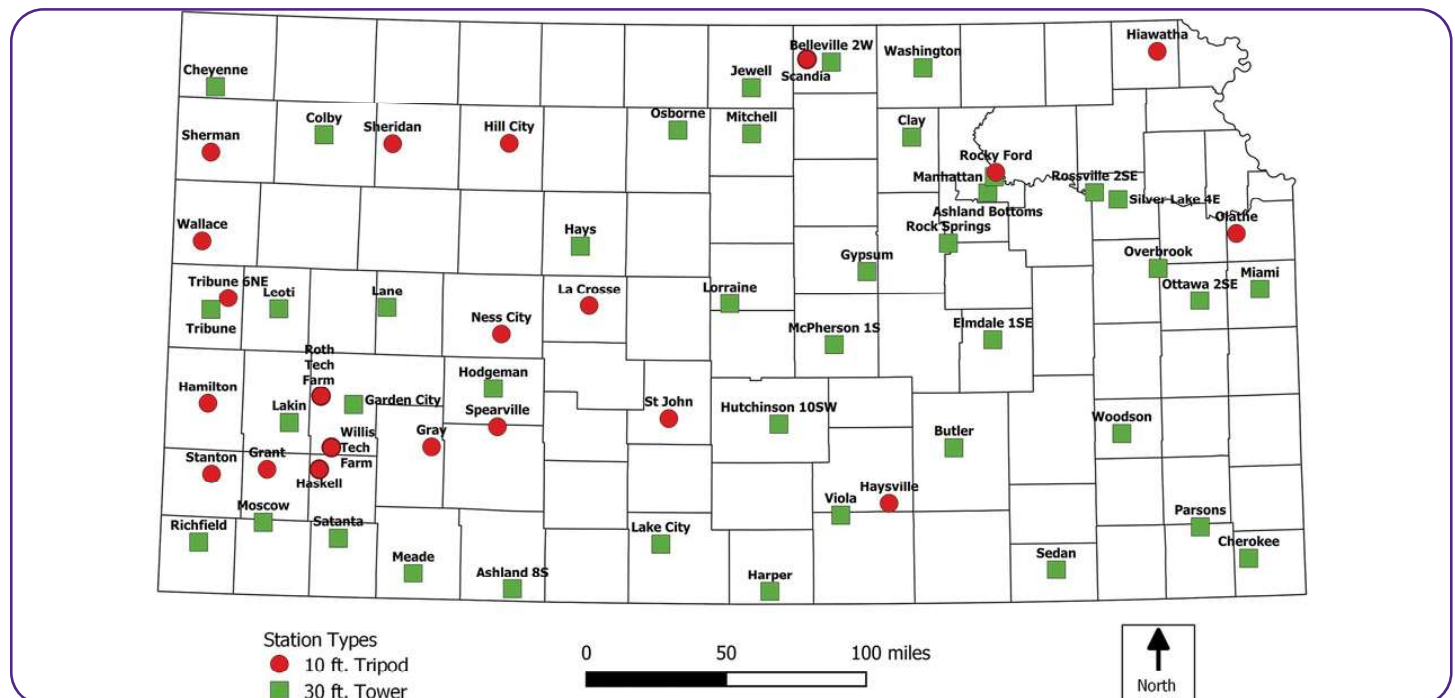 Hiawatha
Belleville 2W
Washington
Cheyenne
Jewell
Scandia
Colby
Sheridan
Hill City
Osborne
Mitchell
Clay
Sherman
Rocky Ford
Manhattan
Rossville 2SE
Silver Lake 4E
Ashland Bottoms
Olathe
Wallace
Hays
Rock Springs
Gypsum
Overbrook
Miami
Ottawa 2SE
Tribune 6NE
Leoti
Lane
La Crosse
Lorraine
Tribune
Ness City
McPherson 1S
Elmdale 1SE
Roth
Tech
Farm
Hodgeman
Hamilton
Garden City
Lakin
Spearville
St John
Hutchinson 10SW
Woodson
Gray
Butler
Willis
Tech
Farm
Stanton
Grant
Haskell
Haysville
Viola
Moscow
Satanta
Richfield
Lake City
Parsons
Cherokee
Meade
Ashland 8S
Harper
Sedan
Station Types
10 ft. Tripod
30 ft. Tower
0 50 100 miles
North